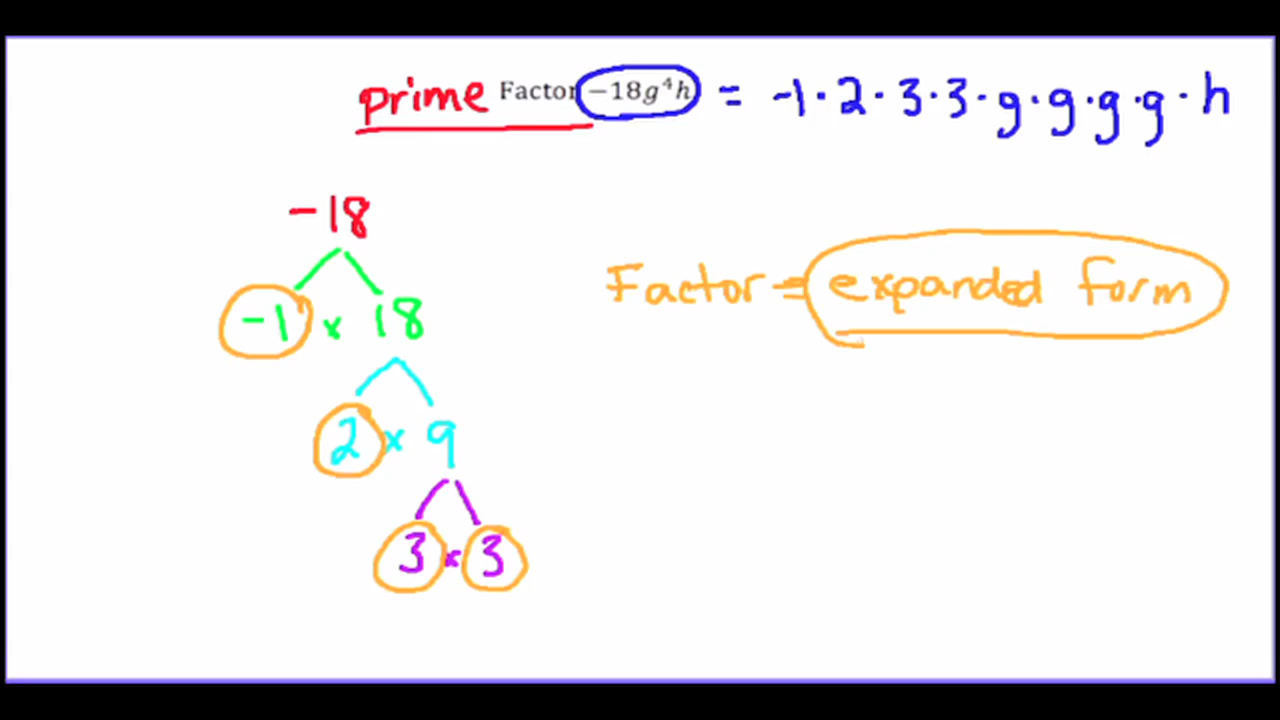 prime Factor −18g⁴h = -1 · 2 · 3 · 3 · g · g · g · g · h
-18
Factor = expanded form
-1 x 18
2 x 9
3 x 3